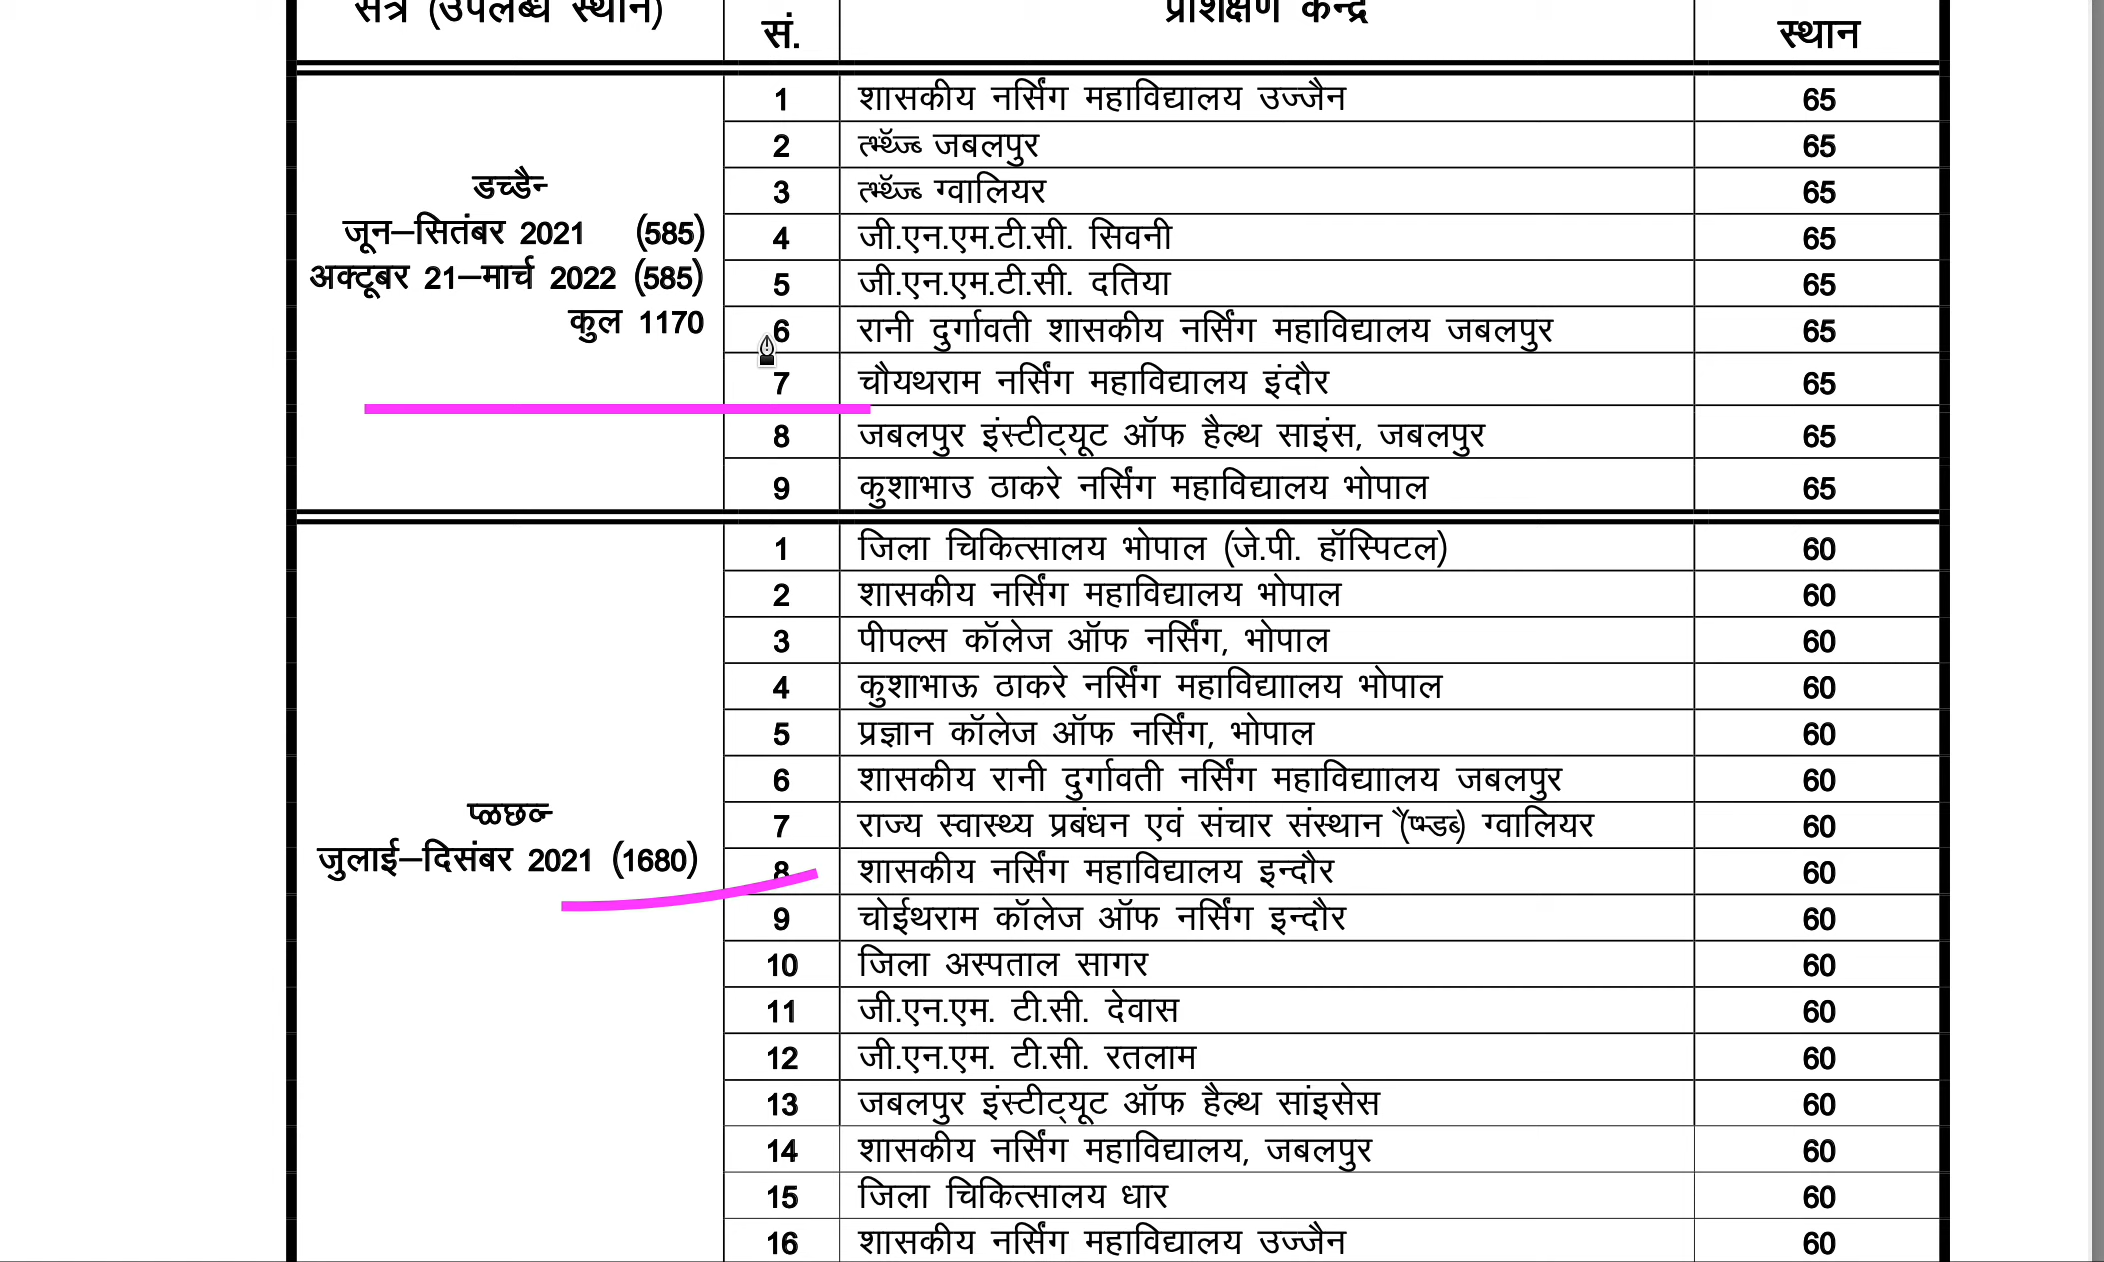 सत्र (उपलब्ध स्थान) सं. प्रशिक्षण केन्द्र स्थान
डच्डैन्-
जून–सितंबर 2021 (585)
अक्टूबर 21–मार्च 2022 (585)
कुल 1170
1 शासकीय नर्सिंग महाविद्यालय उज्जैन 65
2 जबलपुर 65
3 ग्वालियर 65
4 जी.एन.एम.टी.सी. सिवनी 65
5 जी.एन.एम.टी.सी. दतिया 65
6 रानी दुर्गावती शासकीय नर्सिंग महाविद्यालय जबलपुर 65
7 चौयथराम नर्सिंग महाविद्यालय इंदौर 65
8 जबलपुर इंस्टीट्यूट ऑफ हैल्थ साइंस, जबलपुर 65
9 कुशाभाउ ठाकरे नर्सिंग महाविद्यालय भोपाल 65
जुलाई–दिसंबर 2021 (1680)
1 जिला चिकित्सालय भोपाल (जे.पी. हॉस्पिटल) 60
2 शासकीय नर्सिंग महाविद्यालय भोपाल 60
3 पीपल्स कॉलेज ऑफ नर्सिंग, भोपाल 60
4 कुशाभाऊ ठाकरे नर्सिंग महाविद्याालय भोपाल 60
5 प्रज्ञान कॉलेज ऑफ नर्सिंग, भोपाल 60
6 शासकीय रानी दुर्गावती नर्सिंग महाविद्याालय जबलपुर 60
7 राज्य स्वास्थ्य प्रबंधन एवं संचार संस्थान ग्वालियर 60
8 शासकीय नर्सिंग महाविद्यालय इन्दौर 60
9 चोईथराम कॉलेज ऑफ नर्सिंग इन्दौर 60
10 जिला अस्पताल सागर 60
11 जी.एन.एम. टी.सी. देवास 60
12 जी.एन.एम. टी.सी. रतलाम 60
13 जबलपुर इंस्टीट्यूट ऑफ हैल्थ सांइसेस 60
14 शासकीय नर्सिंग महाविद्यालय, जबलपुर 60
15 जिला चिकित्सालय धार 60
16 शासकीय नर्सिंग महाविद्यालय उज्जैन 60